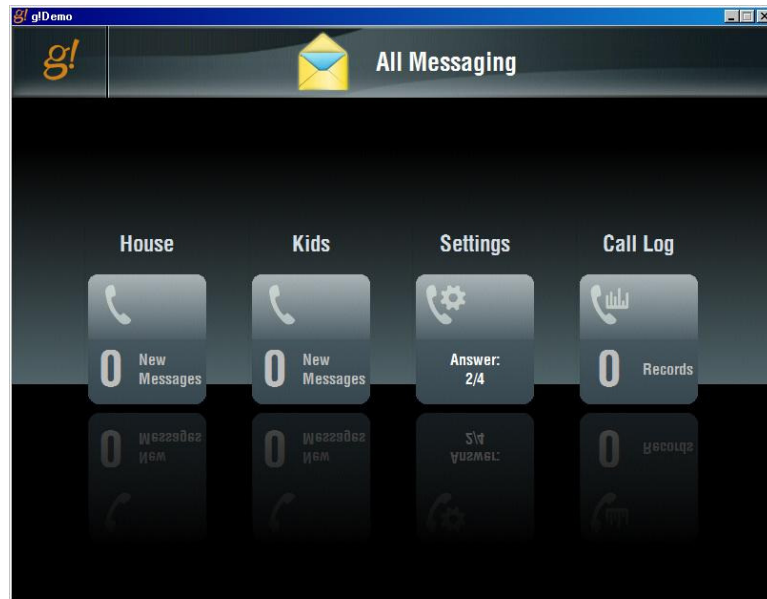 g! g!Demo
g! All Messaging
House Kids Settings Call Log
0 New Messages
0 New Messages
Answer:
2/4
0 Records